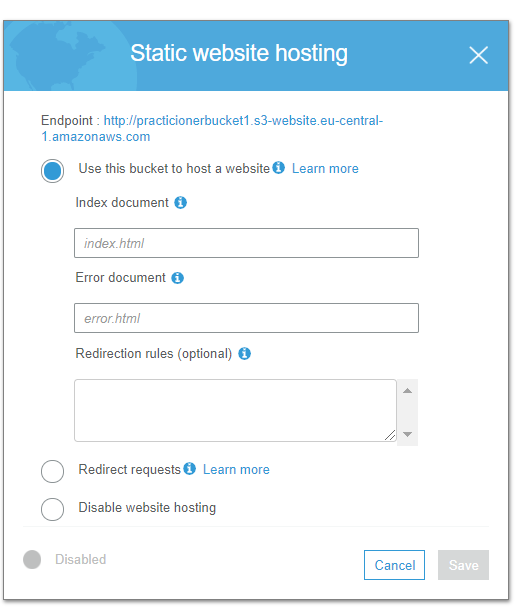 Static website hosting
Endpoint : http://practicionerbucket1.s3-website.eu-central-
1.amazonaws.com
Use this bucket to host a website Learn more
Index document
index.html
Error document
error.html
Redirection rules (optional)
Redirect requests Learn more
Disable website hosting
Disabled
Cancel
Save